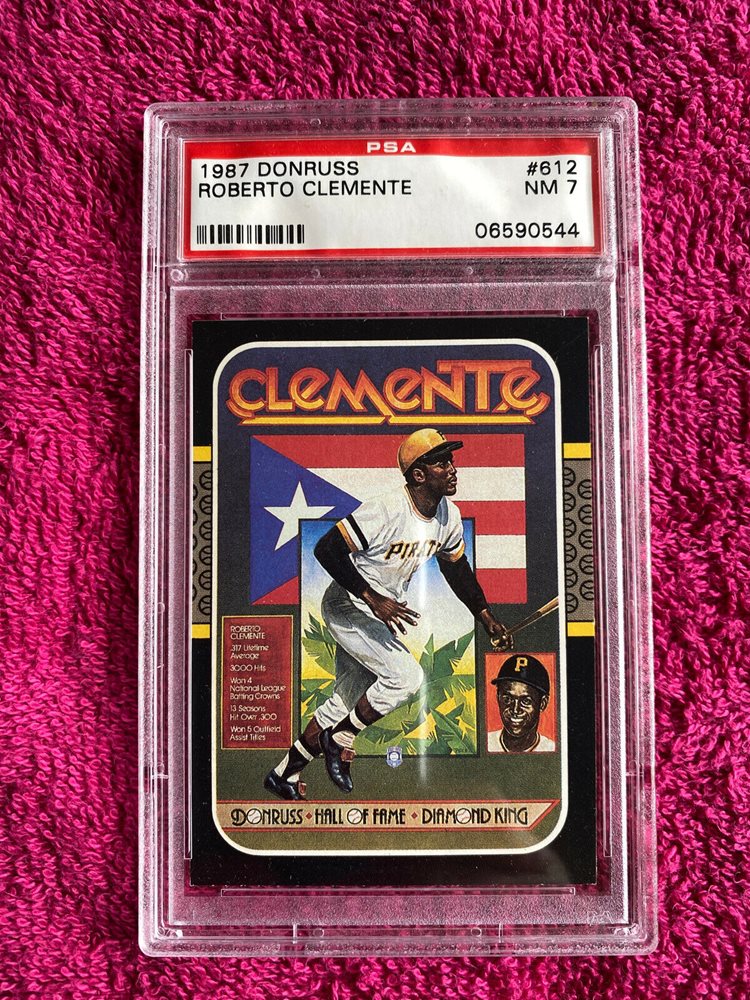 PSA
1987 DONRUSS #612
ROBERTO CLEMENTE NM 7
06590544
CLEMENTE
PIRAT
P
ROBERTO
CLEMENTE
.317 Lifetime
Average
3000 Hits
Won 4
National League
Batting Crowns
13 Seasons
Hit Over .300
Won 5 Outfield
Assist Titles
P
DONRUSS • HALL OF FAME • DIAMOND KING